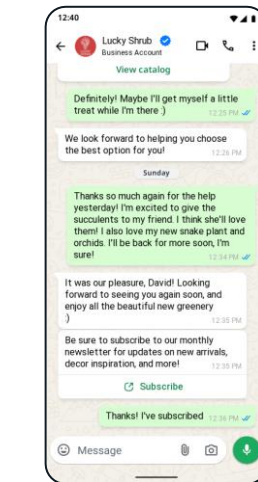 12:40
Lucky Shrub
Business Account
View catalog
Definitely! Maybe I'll get myself a little
treat while I'm there :)
12:25 PM
We look forward to helping you choose
the best option for you!
12:26 PM
Sunday
Thanks so much again for the help
yesterday! I'm excited to give the
succulents to my friend. I think she'll love
them! I also love my new snake plant and
orchids. I'll be back for more soon, I'm
sure!
12:34 PM
It was our pleasure, David! Looking
forward to seeing you again soon, and
enjoy all the beautiful new greenery
:)
12:35 PM
Be sure to subscribe to our monthly
newsletter for updates on new arrivals,
decor inspiration, and more!
12:35 PM
Subscribe
Thanks! I've subscribed
12:36 PM
Message